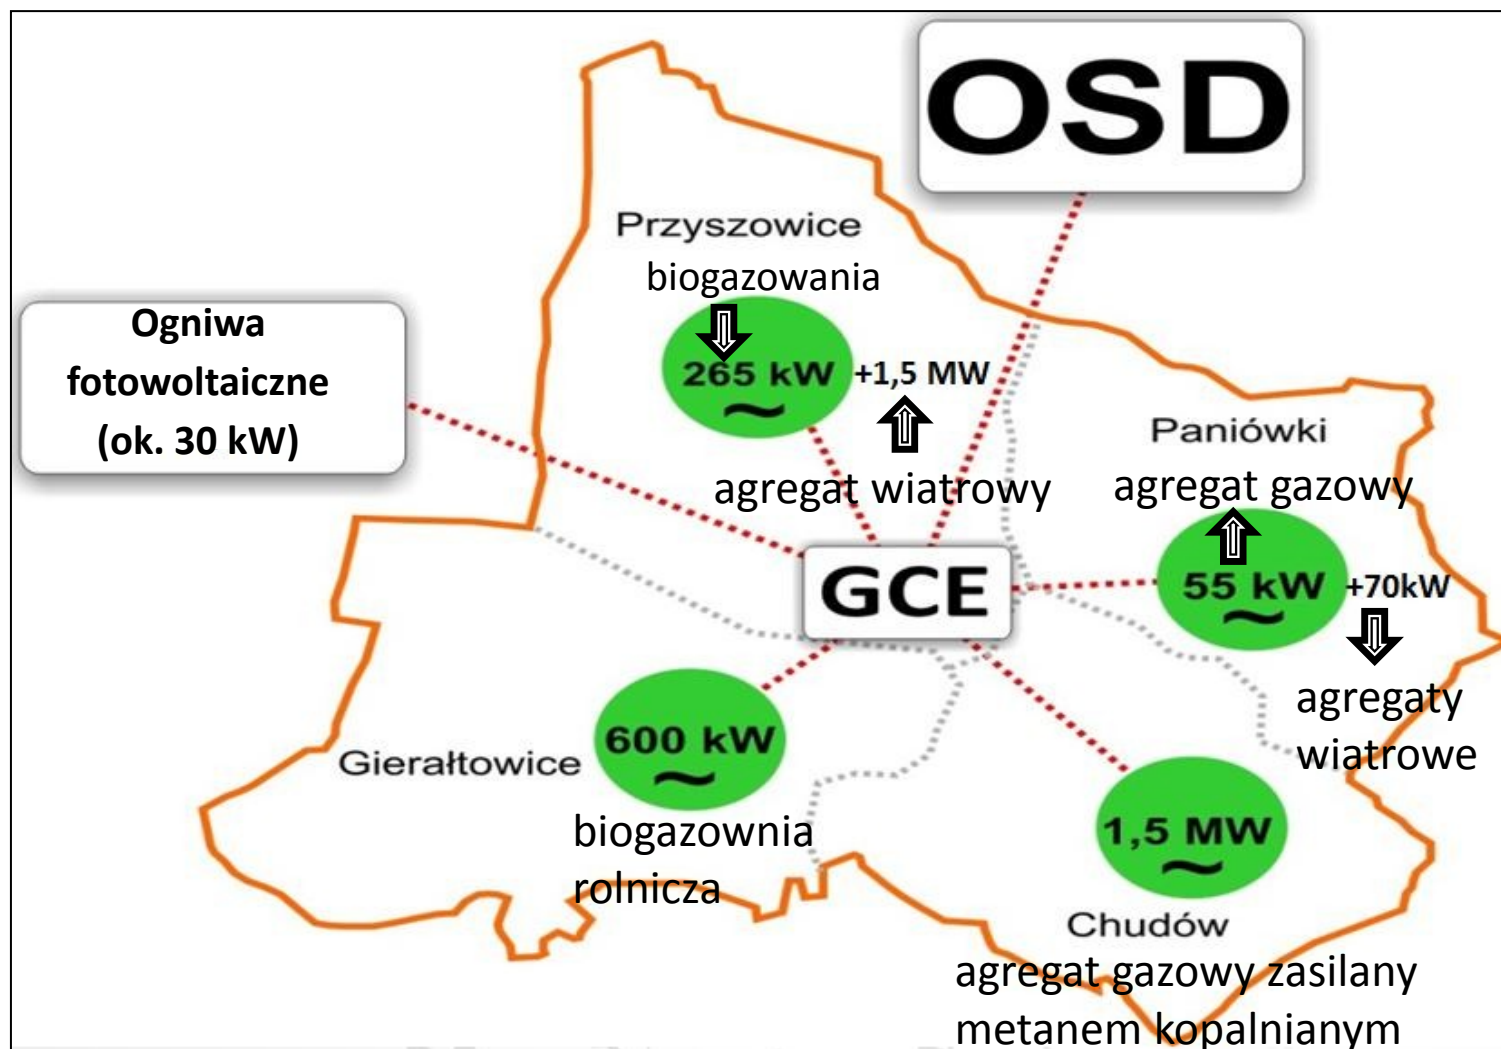 OSD
Przyszowice
biogazowania
265 kW
+1,5 MW
agregat wiatrowy
Ogniwa
fotowoltaiczne
(ok. 30 kW)
Paniówki
agregat gazowy
55 kW
+70kW
agregaty
wiatrowe
GCE
600 kW
Gierałtowice
biogazownia
rolnicza
1,5 MW
Chudów
agregat gazowy zasilany
metanem kopalnianym